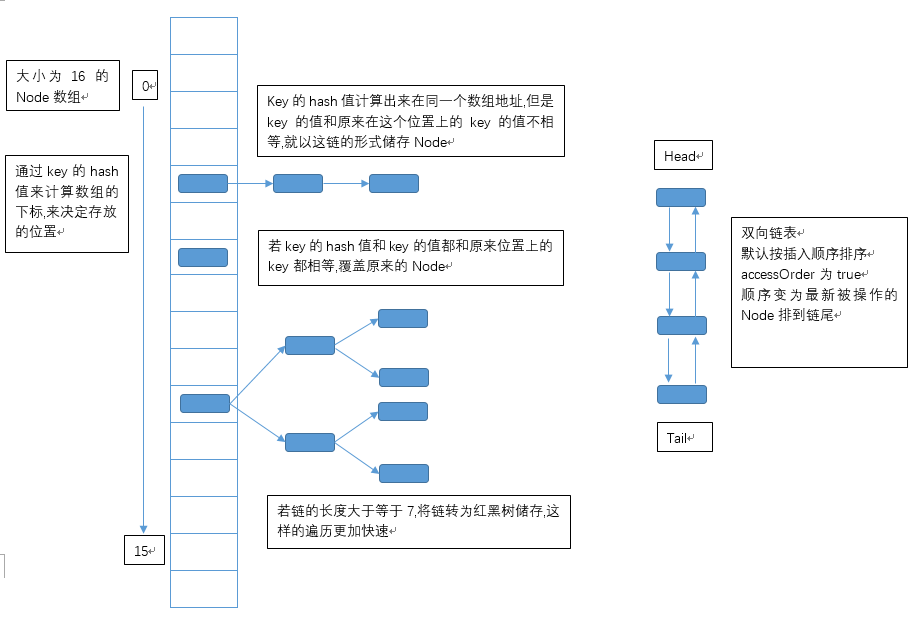 大小为 16 的
Node 数组
0
通过 key 的 hash
值来计算数组的
下标,来决定存放
的位置
15
Key 的 hash 值计算出来在同一个数组地址,但是
key 的值和原来在这个位置上的 key 的值不相
等,就以这链的形式储存 Node
若 key 的 hash 值和 key 的值都和原来位置上的
key 都相等,覆盖原来的 Node
若链的长度大于等于 7,将链转为红黑树储存,这
样的遍历更加快速
Head
双向链表
默认按插入顺序排序
accessOrder 为 true
顺序变为最新被操作的
Node 排到链尾
Tail